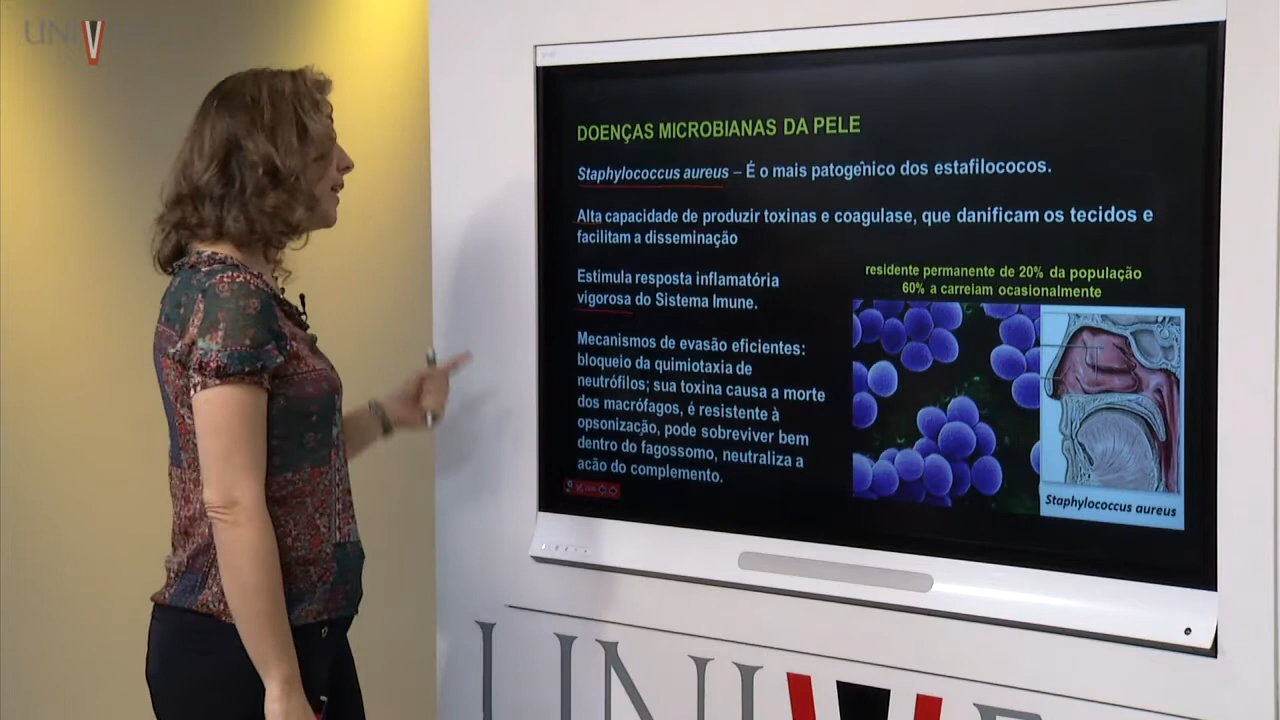 UNIV
DOENÇAS MICROBIANAS DA PELE
Staphylococcus aureus – É o mais patogênico dos estafilococos.
Alta capacidade de produzir toxinas e coagulase, que danificam os tecidos e
facilitam a disseminação
Estimula resposta inflamatória
vigorosa do Sistema Imune.
residente permanente de 20% da população
60% a carreiam ocasionalmente
Mecanismos de evasão eficientes:
bloqueio da quimiotaxia de
neutrófilos; sua toxina causa a morte
dos macrófagos, é resistente à
opsonização, pode sobreviver bem
dentro do fagossomo, neutraliza a
acão do complemento.
Staphylococcus aureus
UNIVE